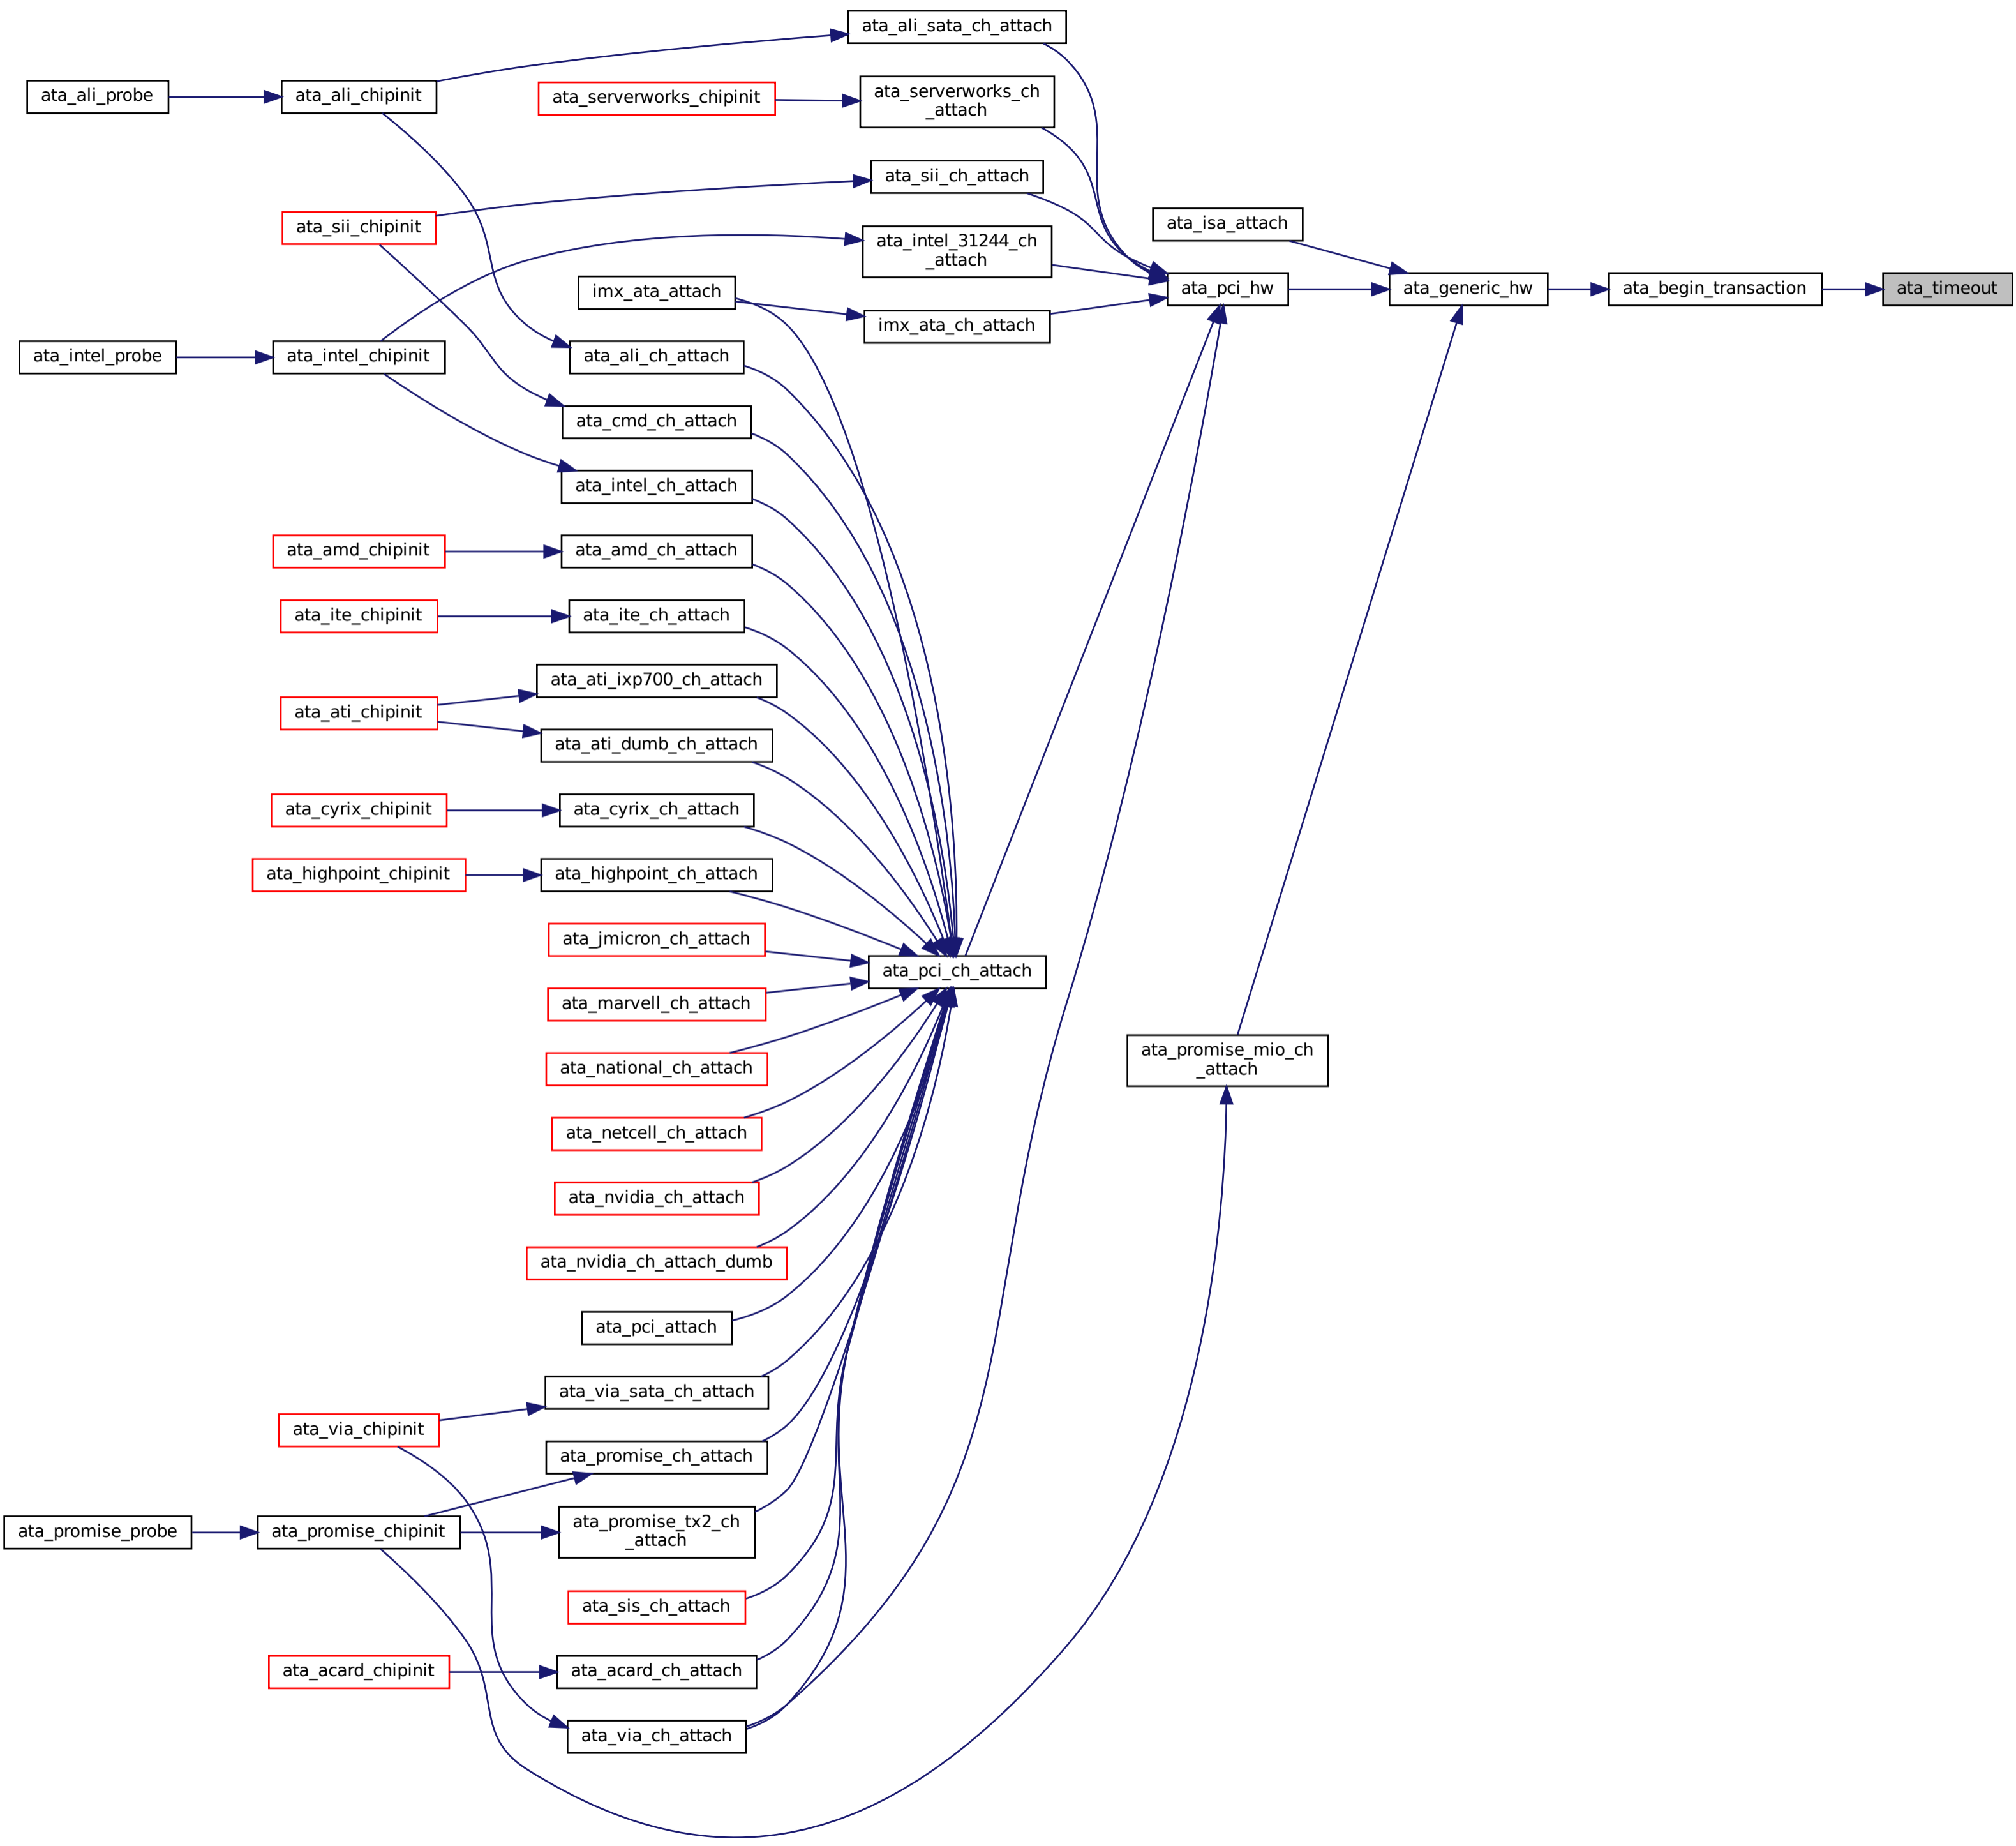 ata_ali_sata_ch_attach
ata_ali_probe
ata_ali_chipinit
ata_serverworks_chipinit
ata_serverworks_ch
_attach
ata_sii_ch_attach
ata_isa_attach
ata_sii_chipinit
ata_intel_31244_ch
_attach
imx_ata_attach
ata_pci_hw
ata_generic_hw
ata_begin_transaction
ata_timeout
imx_ata_ch_attach
ata_intel_probe
ata_intel_chipinit
ata_ali_ch_attach
ata_cmd_ch_attach
ata_intel_ch_attach
ata_amd_chipinit
ata_amd_ch_attach
ata_ite_chipinit
ata_ite_ch_attach
ata_ati_ixp700_ch_attach
ata_ati_chipinit
ata_ati_dumb_ch_attach
ata_cyrix_chipinit
ata_cyrix_ch_attach
ata_highpoint_chipinit
ata_highpoint_ch_attach
ata_jmicron_ch_attach
ata_pci_ch_attach
ata_marvell_ch_attach
ata_national_ch_attach
ata_promise_mio_ch
_attach
ata_netcell_ch_attach
ata_nvidia_ch_attach
ata_nvidia_ch_attach_dumb
ata_pci_attach
ata_via_sata_ch_attach
ata_via_chipinit
ata_promise_ch_attach
ata_promise_probe
ata_promise_chipinit
ata_promise_tx2_ch
_attach
ata_sis_ch_attach
ata_acard_chipinit
ata_acard_ch_attach
ata_via_ch_attach